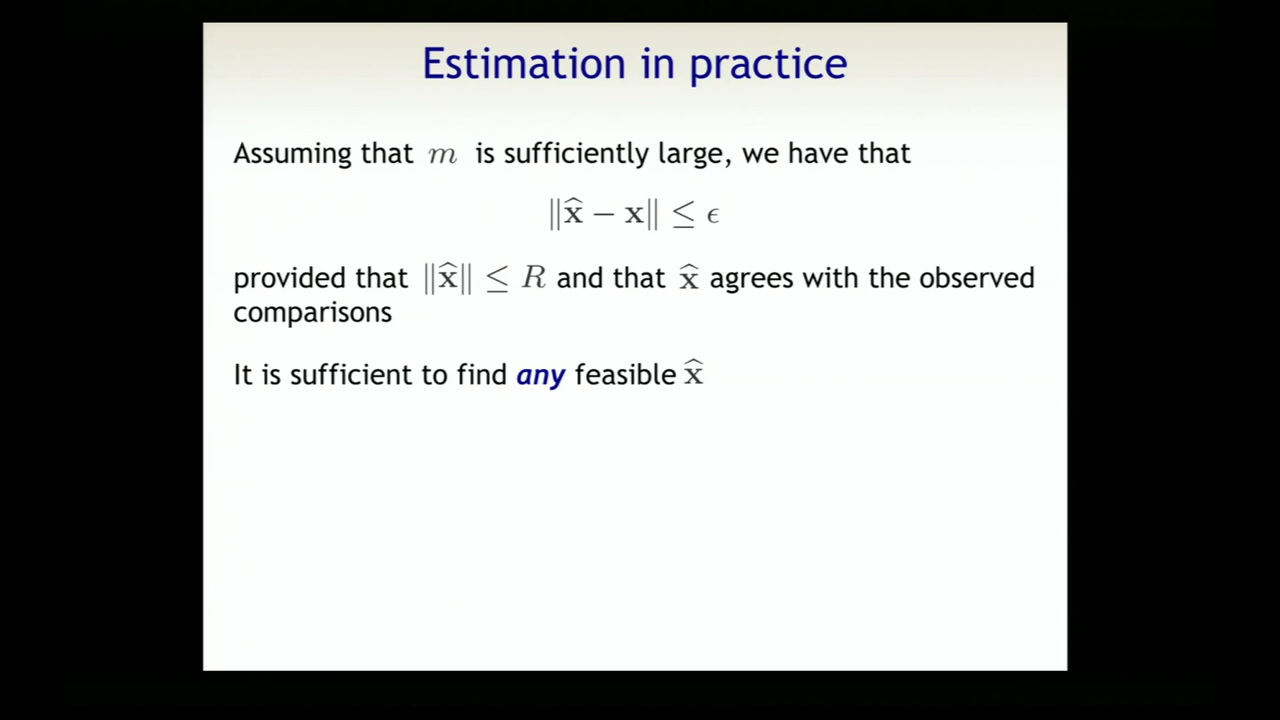 Estimation in practice
Assuming that m is sufficiently large, we have that
‖x̂ − x‖ ≤ ϵ
provided that ‖x̂‖ ≤ R and that x̂ agrees with the observed
comparisons
It is sufficient to find any feasible x̂